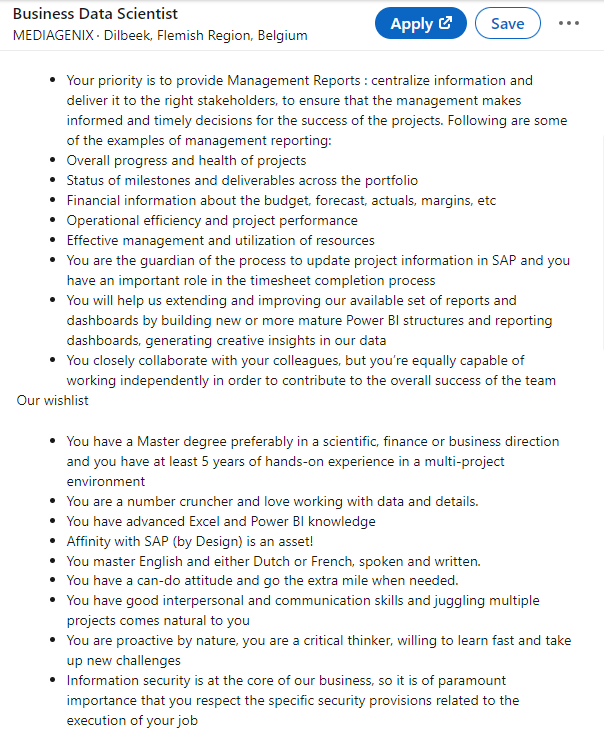 Business Data Scientist
MEDIAGENIX · Dilbeek, Flemish Region, Belgium
Apply
Save
• Your priority is to provide Management Reports : centralize information and
deliver it to the right stakeholders, to ensure that the management makes
informed and timely decisions for the success of the projects. Following are some
of the examples of management reporting:
• Overall progress and health of projects
• Status of milestones and deliverables across the portfolio
• Financial information about the budget, forecast, actuals, margins, etc
• Operational efficiency and project performance
• Effective management and utilization of resources
• You are the guardian of the process to update project information in SAP and you
have an important role in the timesheet completion process
• You will help us extending and improving our available set of reports and
dashboards by building new or more mature Power BI structures and reporting
dashboards, generating creative insights in our data
• You closely collaborate with your colleagues, but you’re equally capable of
working independently in order to contribute to the overall success of the team
Our wishlist
• You have a Master degree preferably in a scientific, finance or business direction
and you have at least 5 years of hands-on experience in a multi-project
environment
• You are a number cruncher and love working with data and details.
• You have advanced Excel and Power BI knowledge
• Affinity with SAP (by Design) is an asset!
• You master English and either Dutch or French, spoken and written.
• You have a can-do attitude and go the extra mile when needed.
• You have good interpersonal and communication skills and juggling multiple
projects comes natural to you
• You are proactive by nature, you are a critical thinker, willing to learn fast and take
up new challenges
• Information security is at the core of our business, so it is of paramount
importance that you respect the specific security provisions related to the
execution of your job